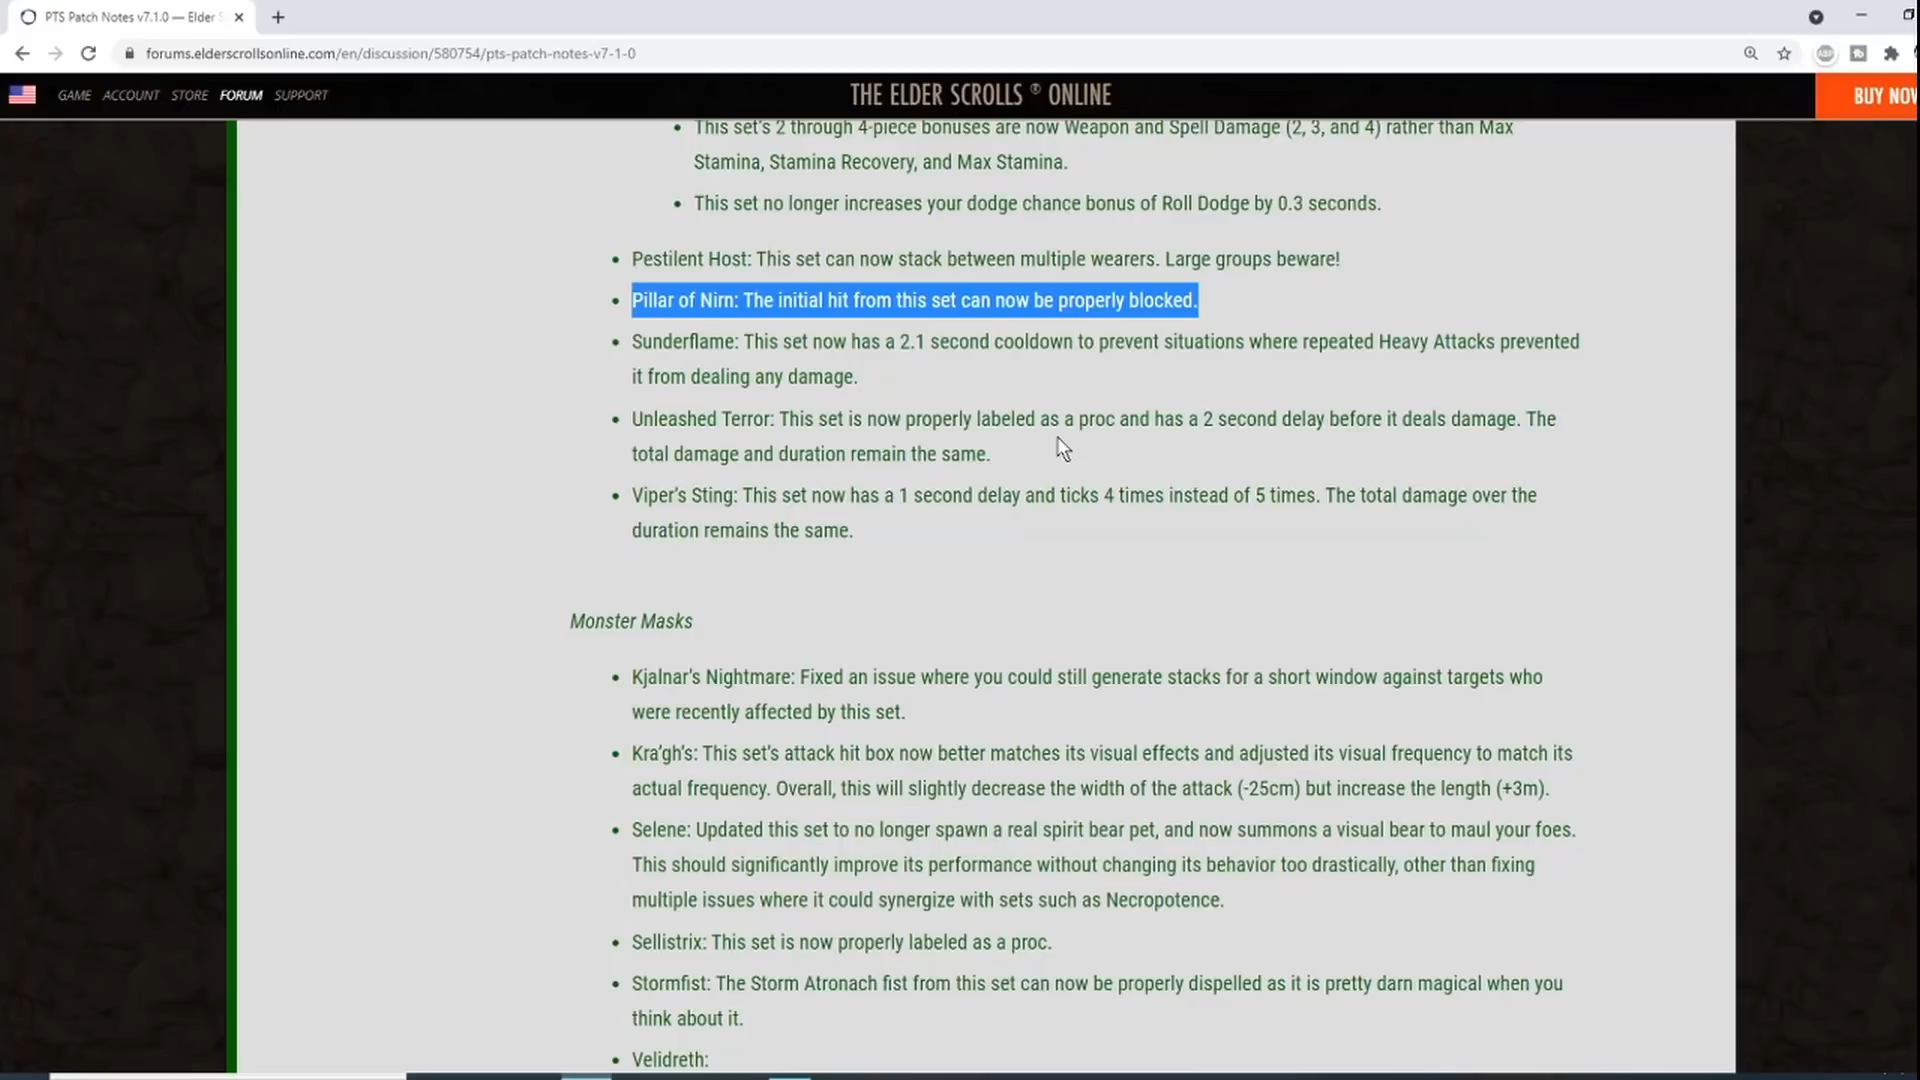 PTS Patch Notes v7.1.0 — Elder S
forums.elderscrollsonline.com/en/discussion/580754/pts-patch-notes-v7-1-0
GAME ACCOUNT STORE FORUM SUPPORT
THE ELDER SCROLLS ® ONLINE
BUY NOW
This set's 2 through 4-piece bonuses are now Weapon and Spell Damage (2, 3, and 4) rather than Max
Stamina, Stamina Recovery, and Max Stamina.
This set no longer increases your dodge chance bonus of Roll Dodge by 0.3 seconds.
Pestilent Host: This set can now stack between multiple wearers. Large groups beware!
Pillar of Nirn: The initial hit from this set can now be properly blocked.
Sunderflame: This set now has a 2.1 second cooldown to prevent situations where repeated Heavy Attacks prevented
it from dealing any damage.
Unleashed Terror: This set is now properly labeled as a proc and has a 2 second delay before it deals damage. The
total damage and duration remain the same.
Viper's Sting: This set now has a 1 second delay and ticks 4 times instead of 5 times. The total damage over the
duration remains the same.
Monster Masks
Kjalnar's Nightmare: Fixed an issue where you could still generate stacks for a short window against targets who
were recently affected by this set.
Kra'gh's: This set's attack hit box now better matches its visual effects and adjusted its visual frequency to match its
actual frequency. Overall, this will slightly decrease the width of the attack (-25cm) but increase the length (+3m).
Selene: Updated this set to no longer spawn a real spirit bear pet, and now summons a visual bear to maul your foes.
This should significantly improve its performance without changing its behavior too drastically, other than fixing
multiple issues where it could synergize with sets such as Necropotence.
Sellistrix: This set is now properly labeled as a proc.
Stormfist: The Storm Atronach fist from this set can now be properly dispelled as it is pretty darn magical when you
think about it.
Velidreth: